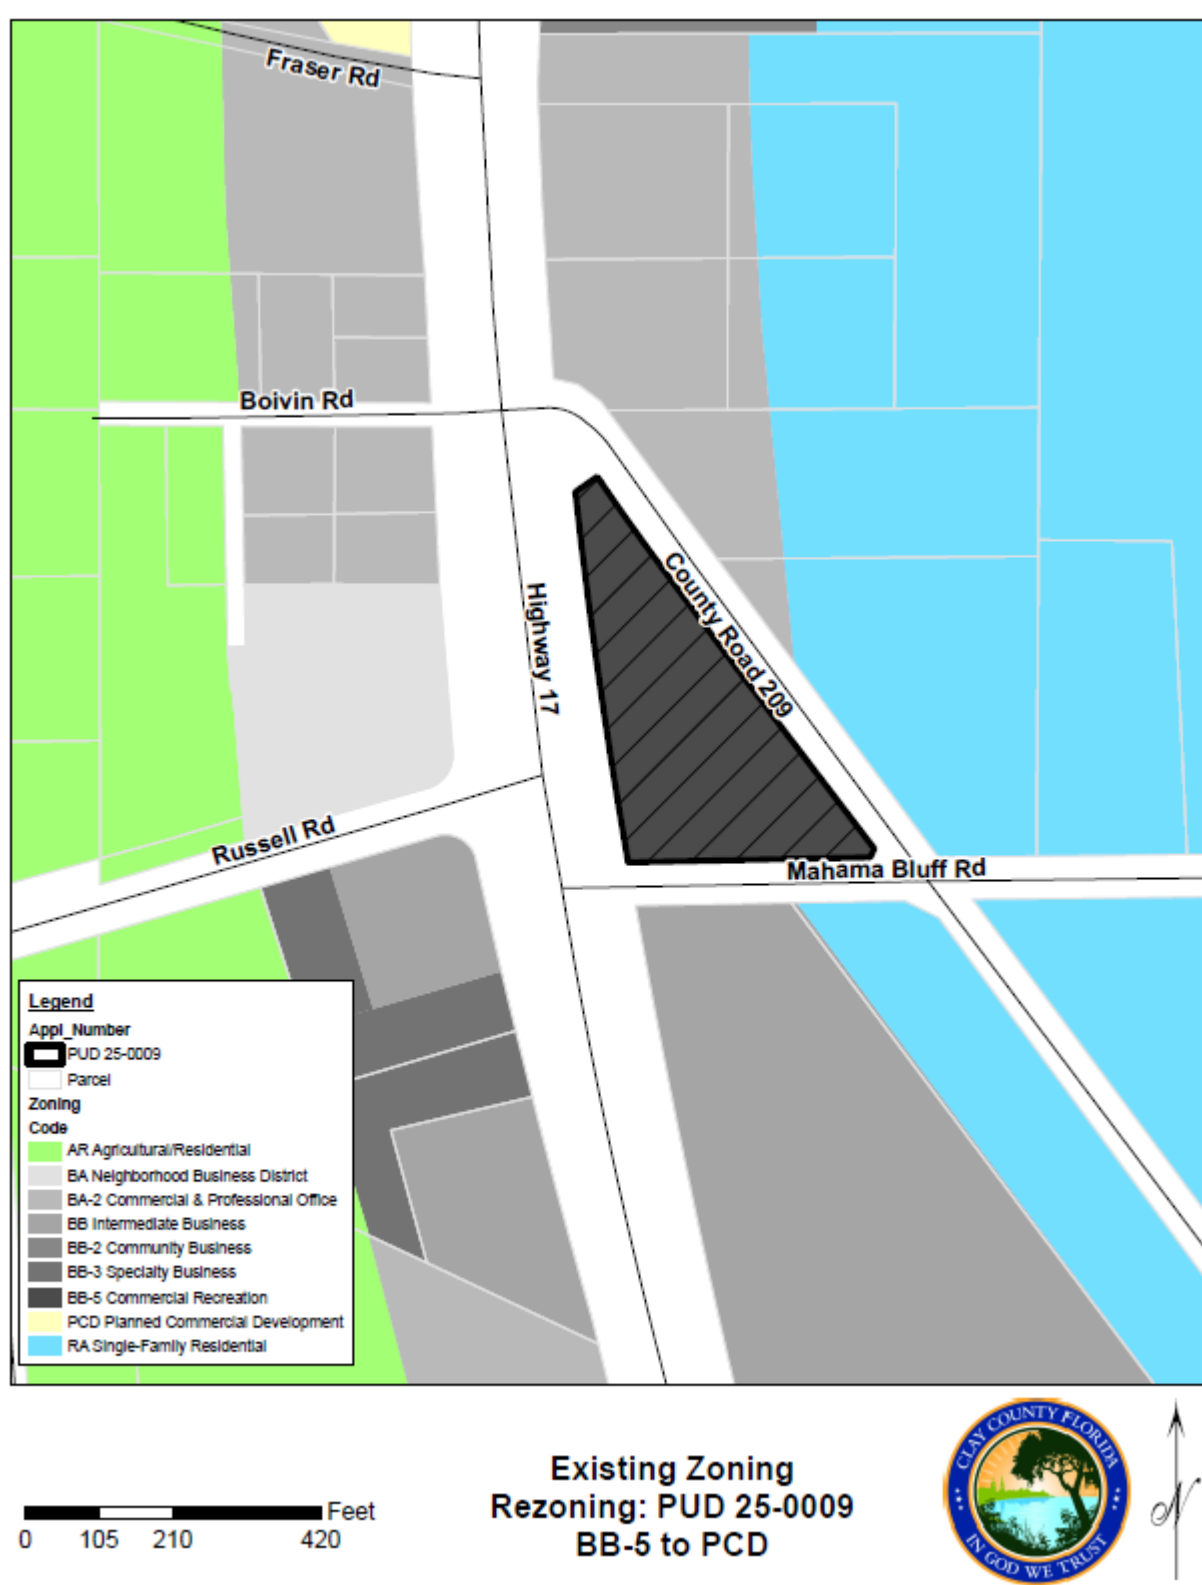 Fraser Rd
Boivin Rd
Highway 17
County Road 209
Russell Rd
Mahama Bluff Rd
Legend
Appl_Number
PUD 25-0009
Parcel
Zoning
Code
AR Agricultural/Residential
BA Neighborhood Business District
BA-2 Commercial & Professional Office
BB Intermediate Business
BB-2 Community Business
BB-3 Specialty Business
BB-5 Commercial Recreation
PCD Planned Commercial Development
RA Single-Family Residential
Feet
0 105 210 420
Existing Zoning
Rezoning: PUD 25-0009
BB-5 to PCD
CLAY COUNTY FLORIDA
IN GOD WE TRUST
N